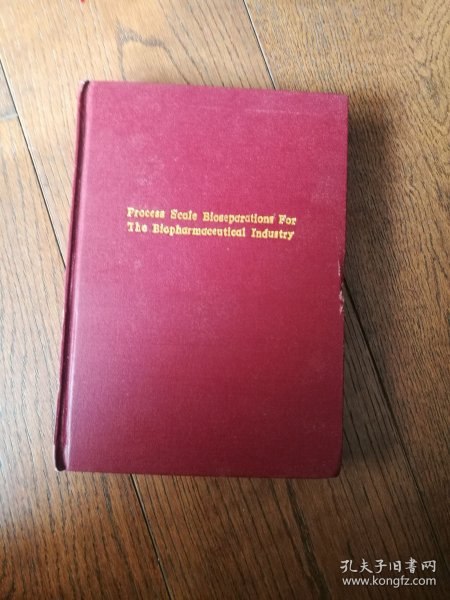 Process Scale Bioseparations For
The Biopharmaceutical Industry
孔夫子旧书网
www.kongfz.com